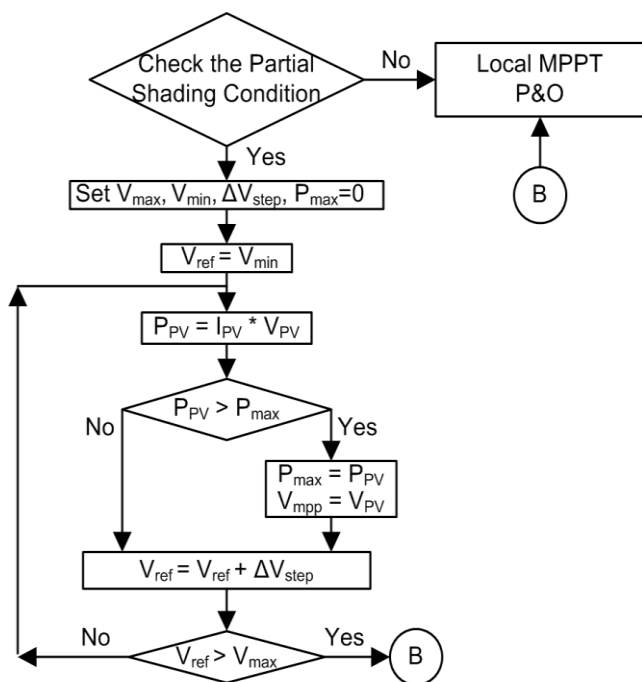 Check the Partial
Shading Condition
No
Local MPPT
P&O
Yes
B
Set Vmax, Vmin, ΔVstep, Pmax=0
Vref = Vmin
PPV = IPV * VPV
PPV > Pmax
No
Yes
Pmax = PPV
Vmpp = VPV
Vref = Vref + ΔVstep
No
Vref > Vmax
Yes
B